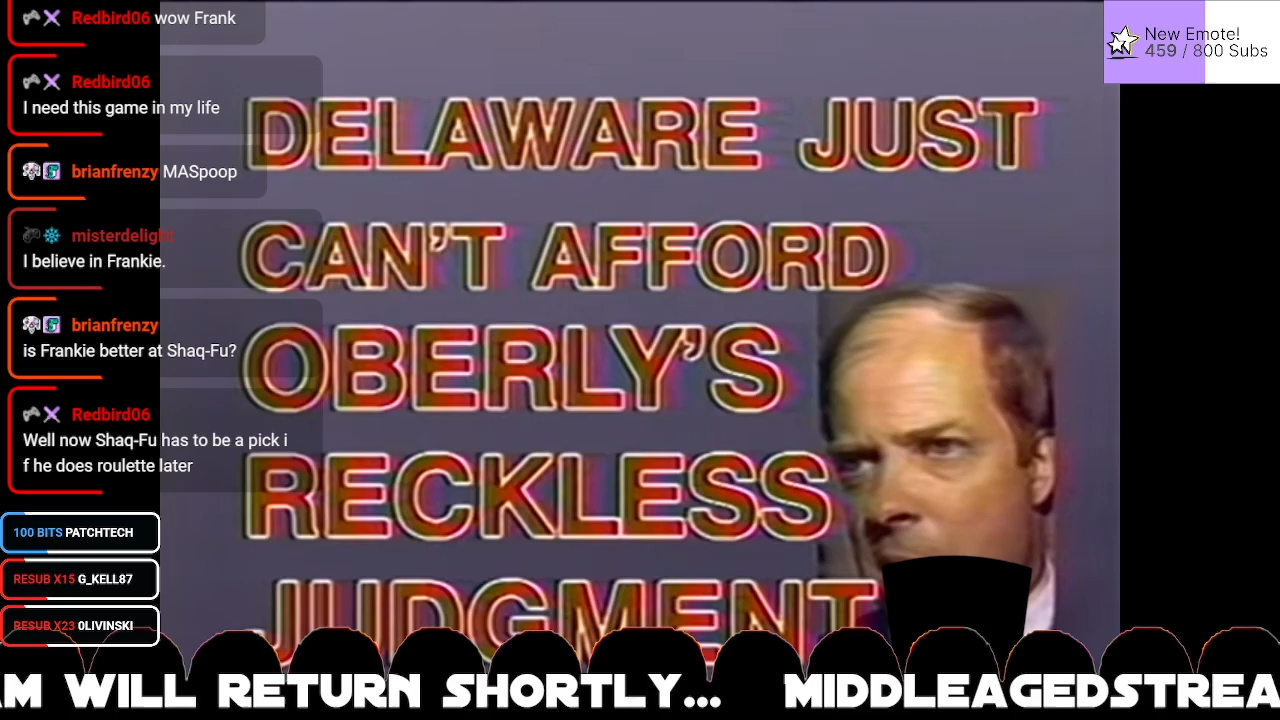 Redbird06 wow Frank
Redbird06
I need this game in my life
brianfrenzy MASpoop
misterdelight
I believe in Frankie.
brianfrenzy
is Frankie better at Shaq-Fu?
Redbird06
Well now Shaq-Fu has to be a pick i
f he does roulette later
100 BITS PATCHTECH
RESUB X15 G_KELL87
RESUB X23 0LIVINSKI
New Emote!
459 / 800 Subs
DELAWARE JUST
CAN'T AFFORD
OBERLY'S
RECKLESS
JUDGMENT
AM WILL RETURN SHORTLY... MIDDLEAGEDSTREA